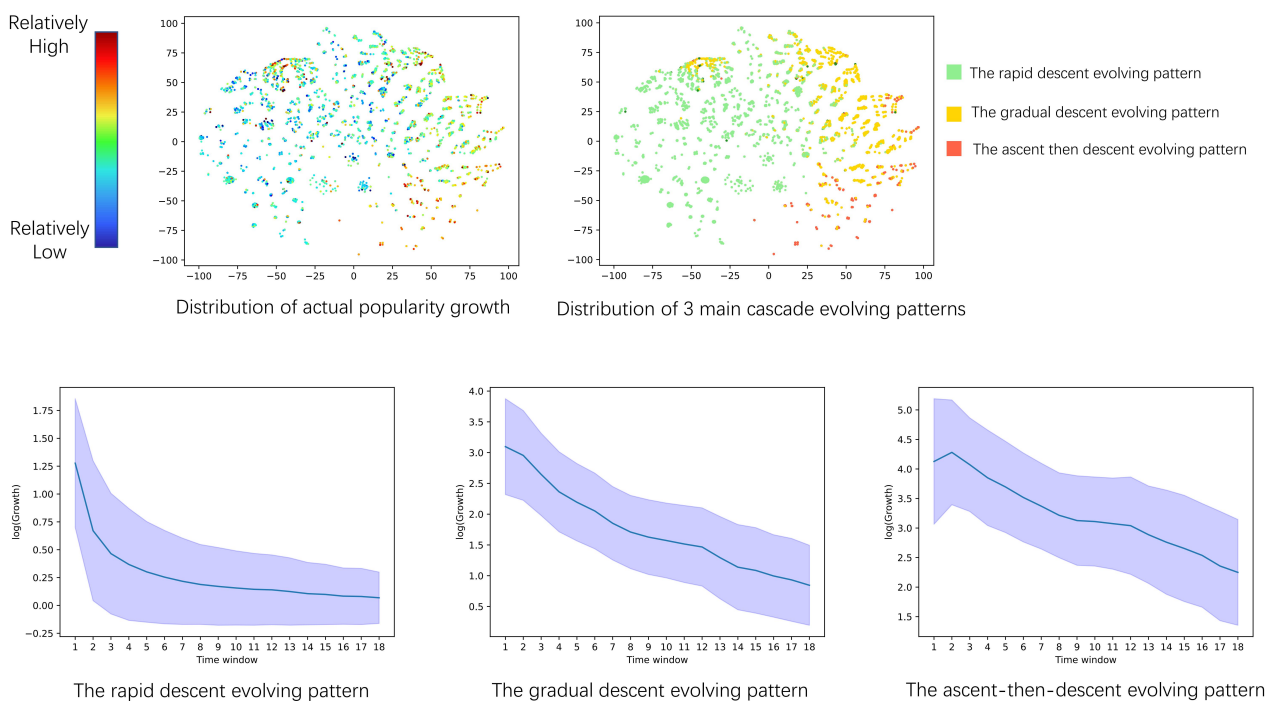 Relatively
High
Relatively
Low
100
75
50
25
0
−25
−50
−75
−100
−100 −75 −50 −25 0 25 50 75 100
Distribution of actual popularity growth
100
75
50
25
0
−25
−50
−75
−100
−100 −75 −50 −25 0 25 50 75 100
Distribution of 3 main cascade evolving patterns
The rapid descent evolving pattern
The gradual descent evolving pattern
The ascent then descent evolving pattern
log(Growth)
1.75
1.50
1.25
1.00
0.75
0.50
0.25
0.00
−0.25
1 2 3 4 5 6 7 8 9 10 11 12 13 14 15 16 17 18
Time window
The rapid descent evolving pattern
log(Growth)
4.0
3.5
3.0
2.5
2.0
1.5
1.0
0.5
1 2 3 4 5 6 7 8 9 10 11 12 13 14 15 16 17 18
Time window
The gradual descent evolving pattern
log(Growth)
5.0
4.5
4.0
3.5
3.0
2.5
2.0
1.5
1 2 3 4 5 6 7 8 9 10 11 12 13 14 15 16 17 18
Time window
The ascent-then-descent evolving pattern